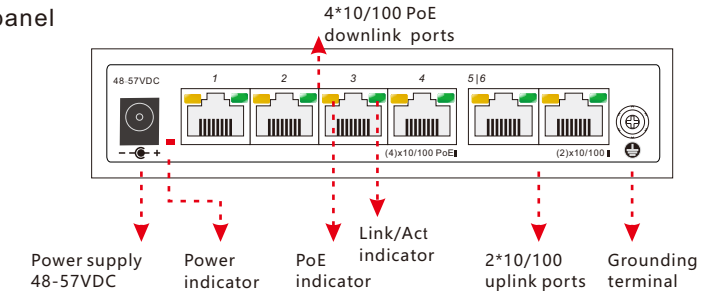 panel
4*10/100 PoE
downlink ports
48-57VDC
1 2 3 4 5|6
- +
(4)x10/100 PoE
(2)x10/100
Power supply
48-57VDC
Power
indicator
PoE
indicator
Link/Act
indicator
2*10/100
uplink ports
Grounding
terminal